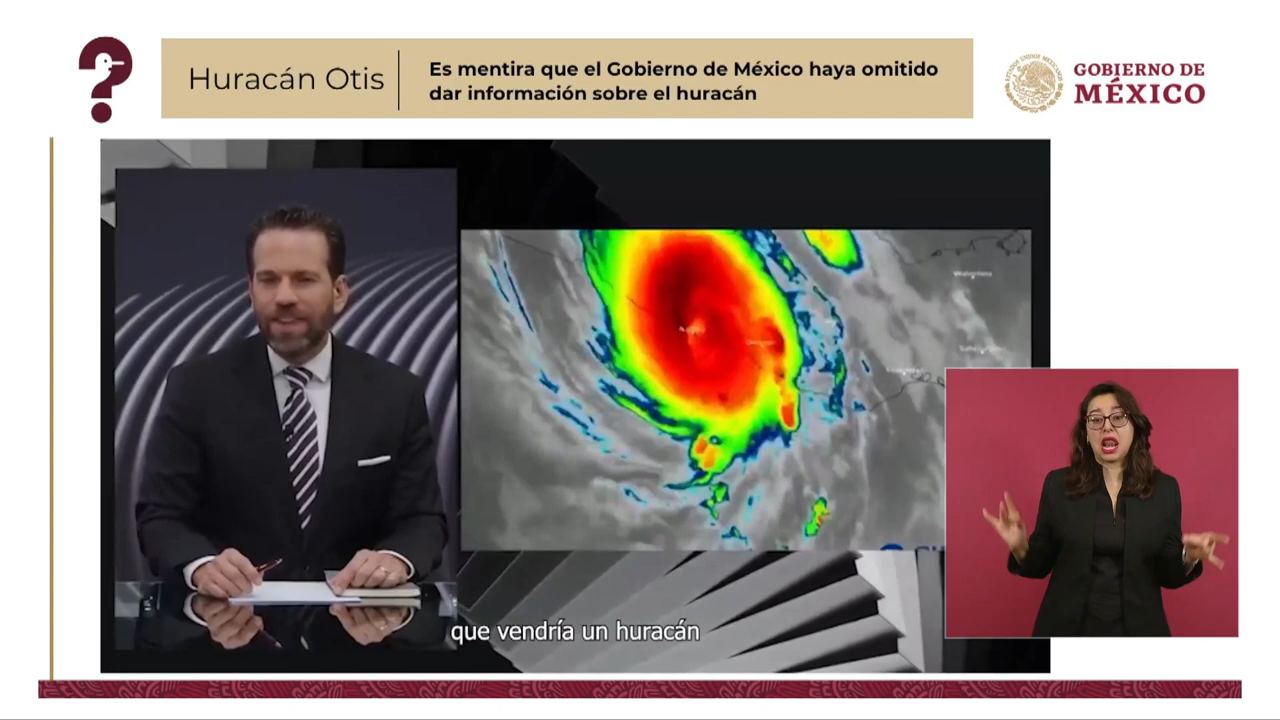 Huracán Otis
Es mentira que el Gobierno de México haya omitido
dar información sobre el huracán
GOBIERNO DE
MÉXICO
que vendría un huracán